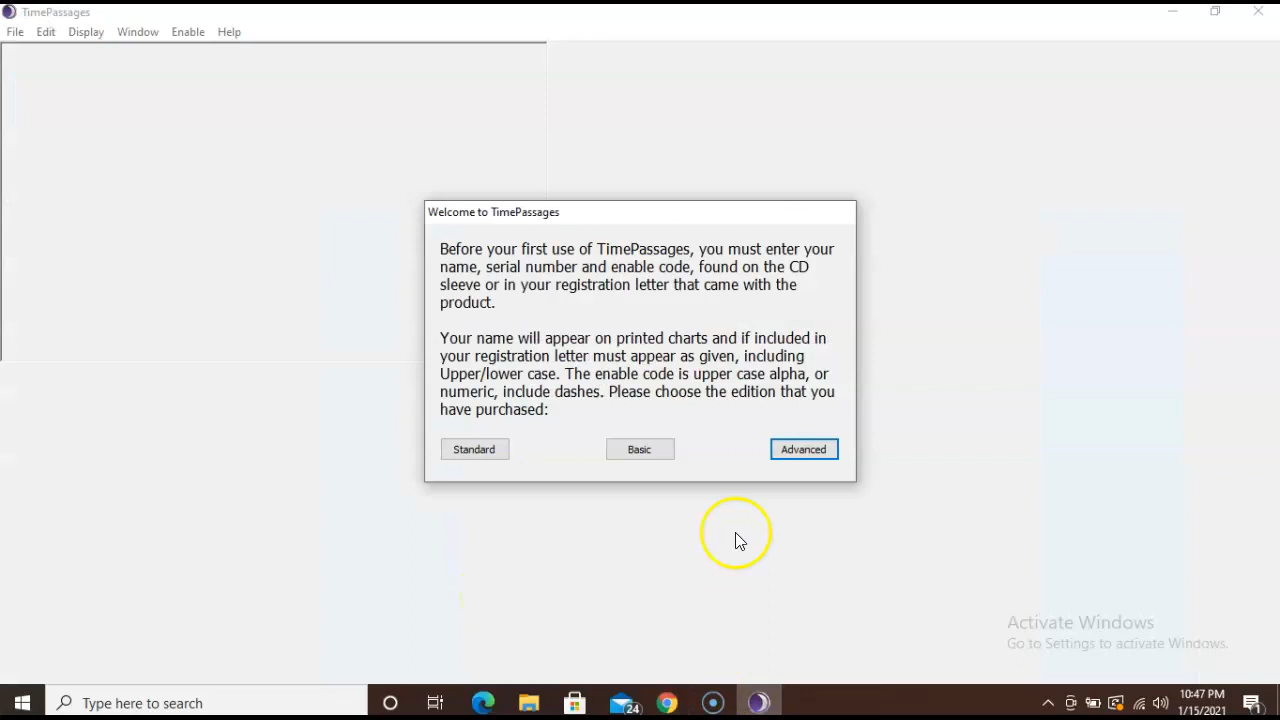 TimePassages
File Edit Display Window Enable Help
Welcome to TimePassages
Before your first use of TimePassages, you must enter your
name, serial number and enable code, found on the CD
sleeve or in your registration letter that came with the
product.
Your name will appear on printed charts and if included in
your registration letter must appear as given, including
Upper/lower case. The enable code is upper case alpha, or
numeric, include dashes. Please choose the edition that you
have purchased:
Standard Basic Advanced
Activate Windows
Go to Settings to activate Windows.
Type here to search
24
10:47 PM
1/15/2021
1